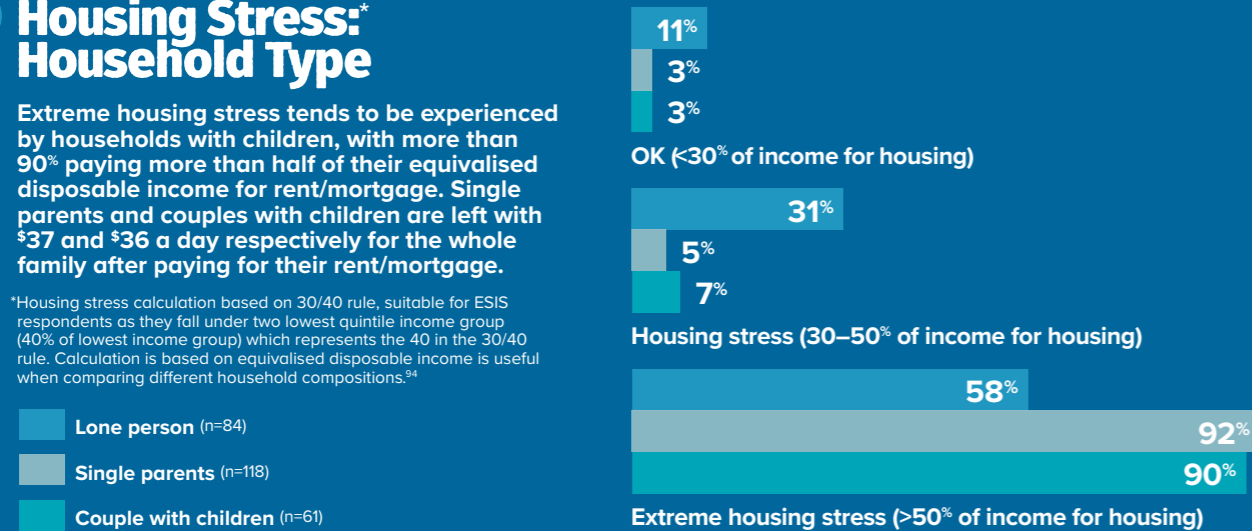 Housing Stress:*
Household Type
Extreme housing stress tends to be experienced
by households with children, with more than
90% paying more than half of their equivalised
disposable income for rent/mortgage. Single
parents and couples with children are left with
$37 and $36 a day respectively for the whole
family after paying for their rent/mortgage.
*Housing stress calculation based on 30/40 rule, suitable for ESIS
respondents as they fall under two lowest quintile income group
(40% of lowest income group) which represents the 40 in the 30/40
rule. Calculation is based on equivalised disposable income is useful
when comparing different household compositions.94
Lone person (n=84)
Single parents (n=118)
Couple with children (n=61)
11%
3%
3%
OK (<30% of income for housing)
31%
5%
7%
Housing stress (30–50% of income for housing)
58%
92%
90%
Extreme housing stress (>50% of income for housing)